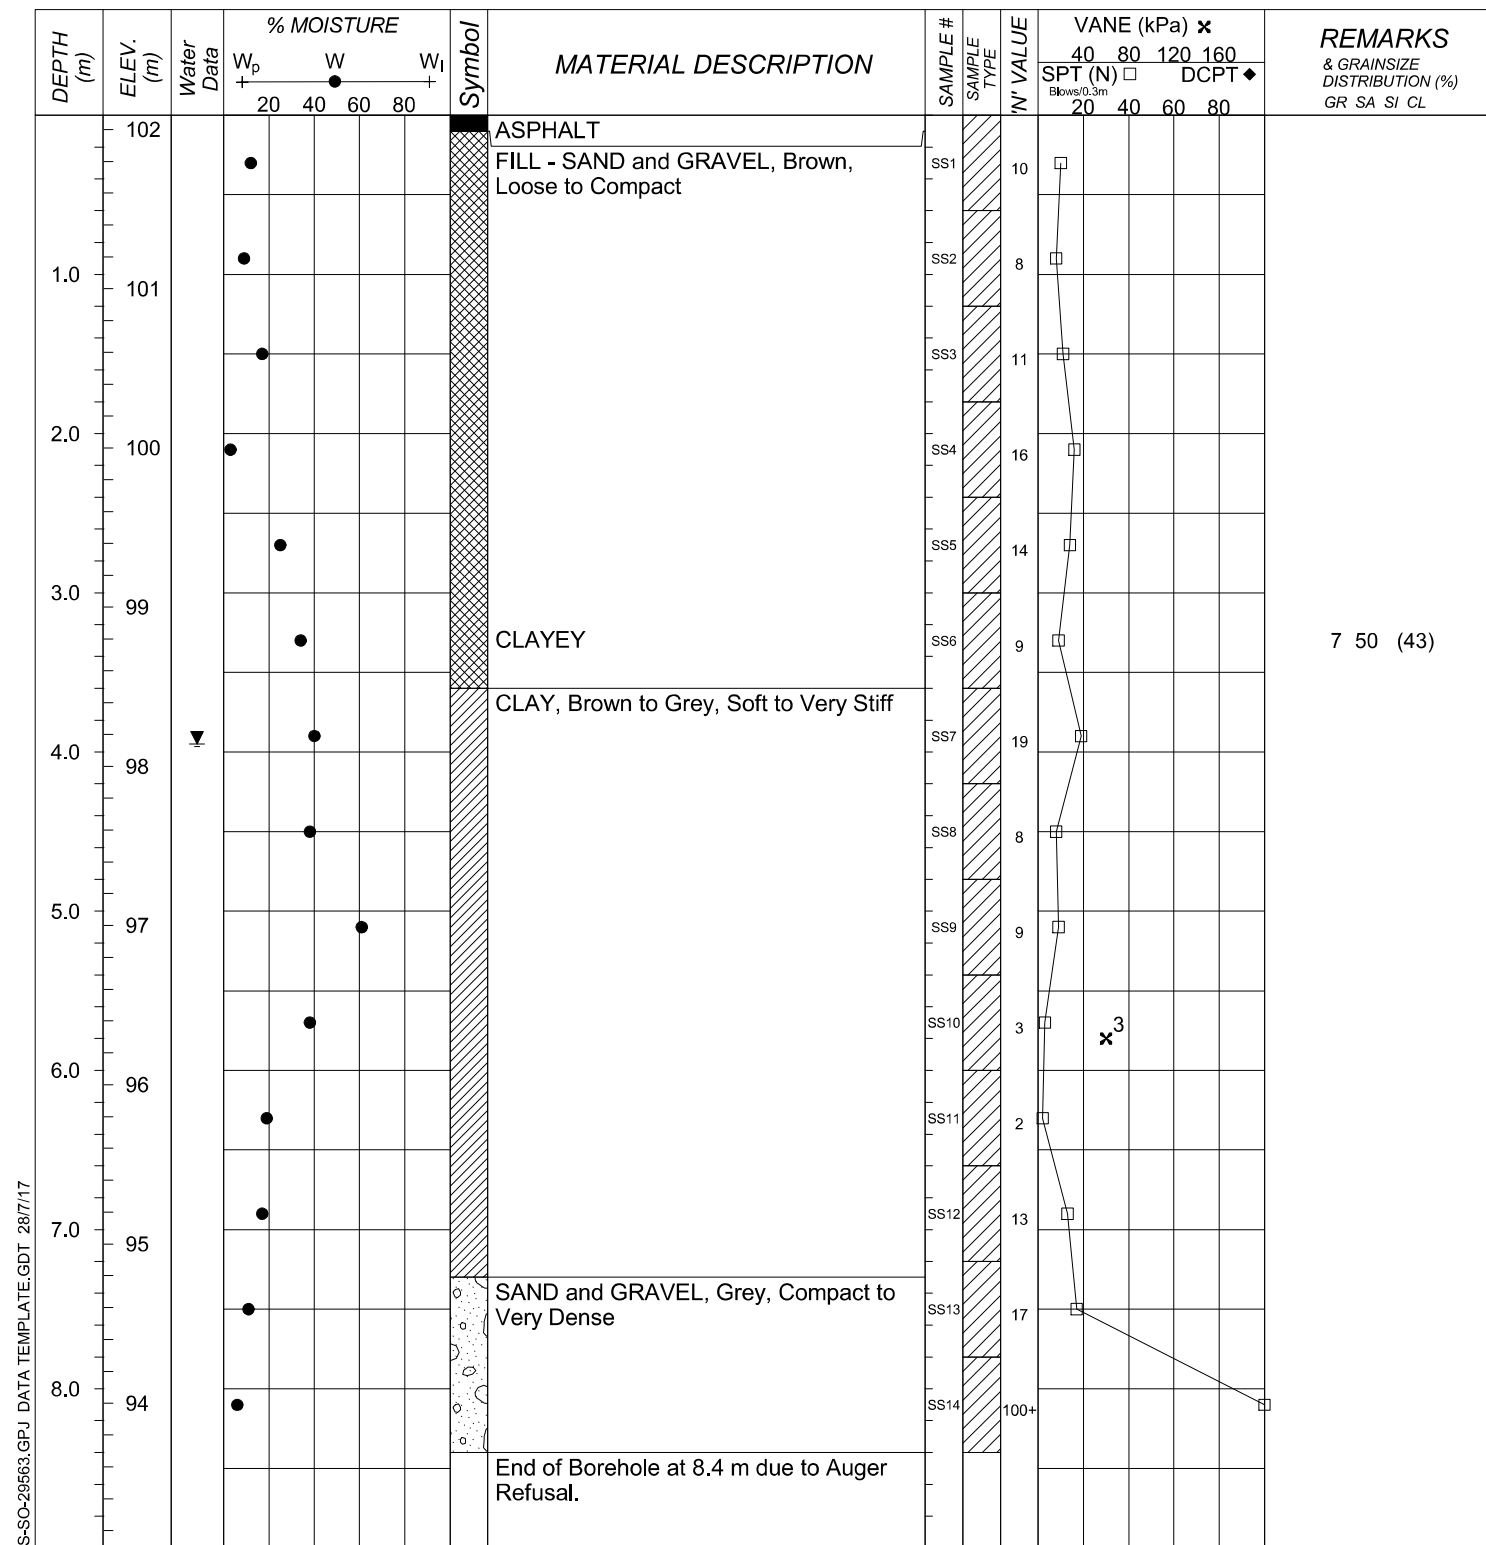 DEPTH (m)
ELEV. (m)
Water Data
% MOISTURE
Wp W Wl
20 40 60 80
Symbol
MATERIAL DESCRIPTION
SAMPLE #
SAMPLE TYPE
'N' VALUE
VANE (kPa)
40 80 120 160
SPT (N) DCPT
Blows/0.3m
20 40 60 80
REMARKS
& GRAINSIZE
DISTRIBUTION (%)
GR SA SI CL
102
ASPHALT
FILL - SAND and GRAVEL, Brown,
Loose to Compact
SS1 10
SS2 8
1.0
101
SS3 11
2.0
100
SS4 16
SS5 14
3.0
99
CLAYEY
SS6 9
7 50 (43)
CLAY, Brown to Grey, Soft to Very Stiff
SS7 19
4.0
98
SS8 8
5.0
97
SS9 9
SS10 3
3
6.0
96
SS11 2
SS12 13
7.0
95
SAND and GRAVEL, Grey, Compact to
Very Dense
SS13 17
8.0
94
SS14 100+
End of Borehole at 8.4 m due to Auger
Refusal.
S-SO-29563.GPJ DATA TEMPLATE.GDT 28/7/17